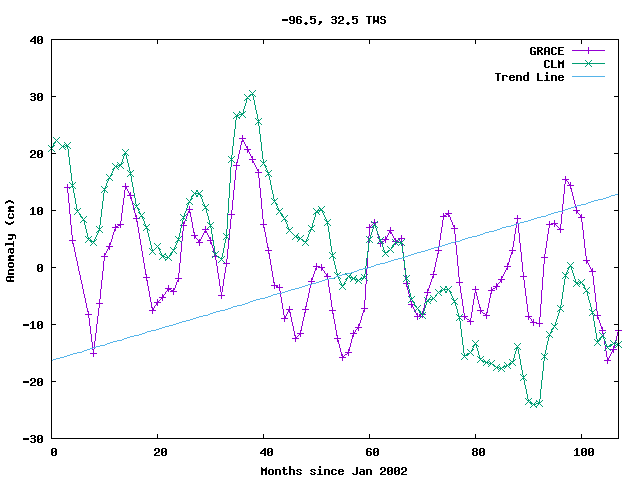 -96.5, 32.5 TWS
GRACE
CLM
Trend Line
40
30
20
10
0
-10
-20
-30
Anomaly (cm)
0 20 40 60 80 100
Months since Jan 2002